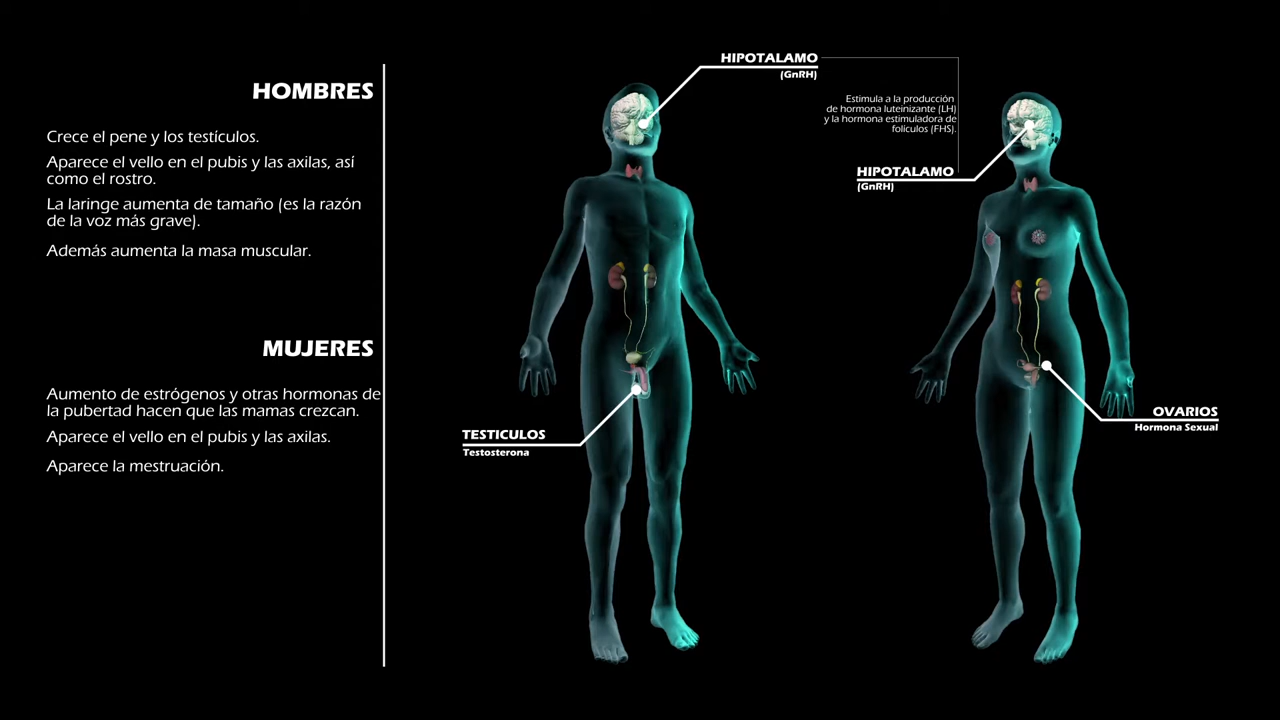 HOMBRES
Crece el pene y los testículos.
Aparece el vello en el pubis y las axilas, así
como el rostro.
La laringe aumenta de tamaño (es la razón
de la voz más grave).
Además aumenta la masa muscular.
MUJERES
Aumento de estrógenos y otras hormonas de
la pubertad hacen que las mamas crezcan.
Aparece el vello en el pubis y las axilas.
Aparece la mestruación.
HIPOTALAMO
(GnRH)
Estimula a la producción
de hormona luteinizante (LH)
y la hormona estimuladora de
folículos (FHS).
HIPOTALAMO
(GnRH)
TESTICULOS
Testosterona
OVARIOS
Hormona Sexual